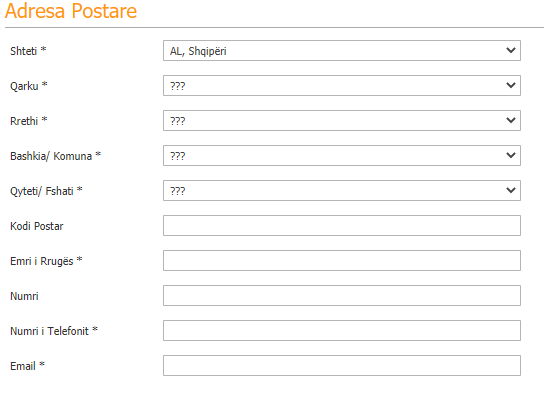 Adresa Postare
Shteti * AL, Shqipëri
Qarku * ???
Rrethi * ???
Bashkia/ Komuna * ???
Qyteti/ Fshati * ???
Kodi Postar
Emri i Rrugës *
Numri
Numri i Telefonit *
Email *